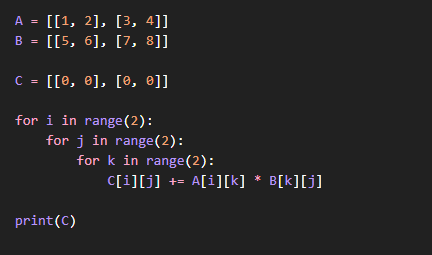 A = [[1, 2], [3, 4]]
B = [[5, 6], [7, 8]]

C = [[0, 0], [0, 0]]

for i in range(2):
    for j in range(2):
        for k in range(2):
            C[i][j] += A[i][k] * B[k][j]

print(C)